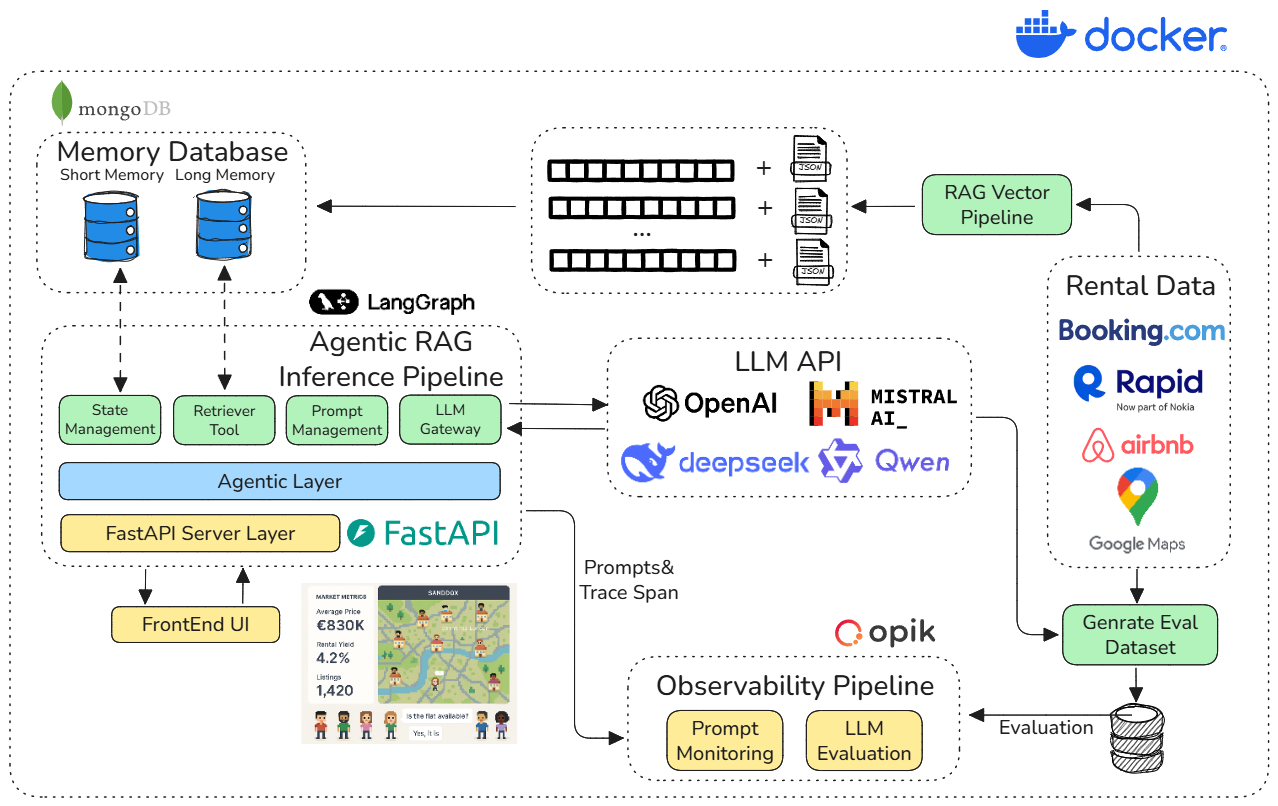 docker
mongoDB
Memory Database
Short Memory Long Memory
+ JSON
+ JSON
...
+ JSON
RAG Vector
Pipeline
Rental Data
Booking.com
Rapid
Now part of Nokia
airbnb
Google Maps
LangGraph
Agentic RAG
Inference Pipeline
State
Management
Retriever
Tool
Prompt
Management
LLM
Gateway
Agentic Layer
FastAPI Server Layer
FastAPI
LLM API
OpenAI
MISTRAL
AI_
deepseek
Qwen
FrontEnd UI
MARKET METRICS
Average Price
€830K
Rental Yield
4.2%
Listings
1,420
SANDBOX
Is the flat available?
Yes, it is
Prompts&
Trace Span
opik
Observability Pipeline
Prompt
Monitoring
LLM
Evaluation
Genrate Eval
Dataset
Evaluation